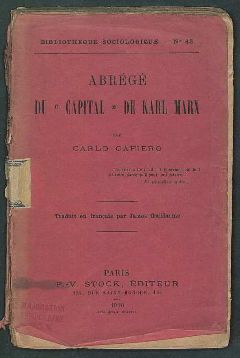 BIBLIOTHÈQUE SOCIOLOGIQUE - N° 43
ABRÉGÉ
DU « CAPITAL » DE KARL MARX
PAR
CARLO CAFIERO
Traduit en français par James Guillaume
PARIS
P.-V. STOCK, ÉDITEUR
1910